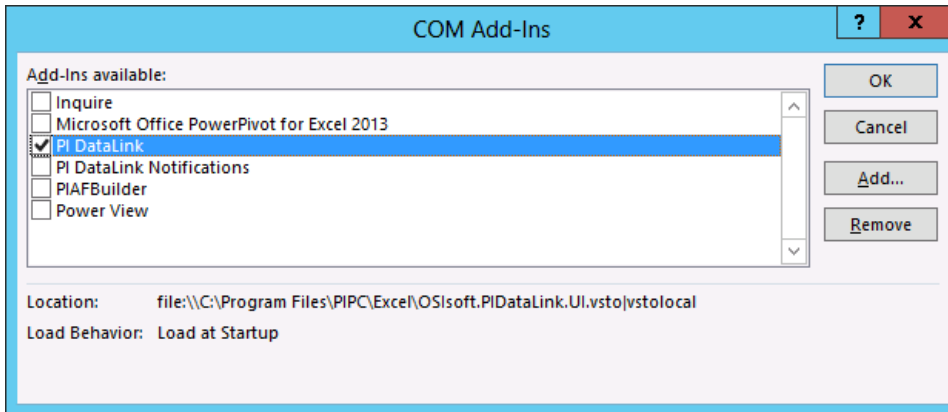 COM Add-Ins
?
x
Add-Ins available:
Inquire
Microsoft Office PowerPivot for Excel 2013
PI DataLink
PI DataLink Notifications
PIAFBuilder
Power View
OK
Cancel
Add...
Remove
Location: file:\\C:\Program Files\PIPC\Excel\OSIsoft.PIDataLink.UI.vsto|vstolocal
Load Behavior: Load at Startup